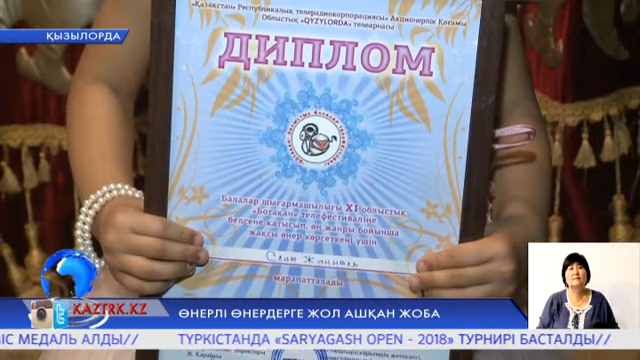 «Қазақстан» Республикалық телерадиокорпорациясы» Акционерлік Қоғамы
Облыстық «QYZYLORDA» телеарнасы
ҚЫЗЫЛОРДА
ДИПЛОМ
Балалар шығармашылығы XI облыстық
«Ботақан» телефестиваліне
белсене қатысып, ән жанры бойынша
жақсы өнер көрсеткені үшін
марапатталады
KAZTRK.KZ
ӨНЕРЛІ ӨНЕРДЕРГЕ ЖОЛ АШҚАН ЖОБА
МЕДАЛЬ АЛДЫ// ТҮРКІСТАНДА «SARYAGASH OPEN - 2018» ТУРНИРІ БАСТАЛДЫ//